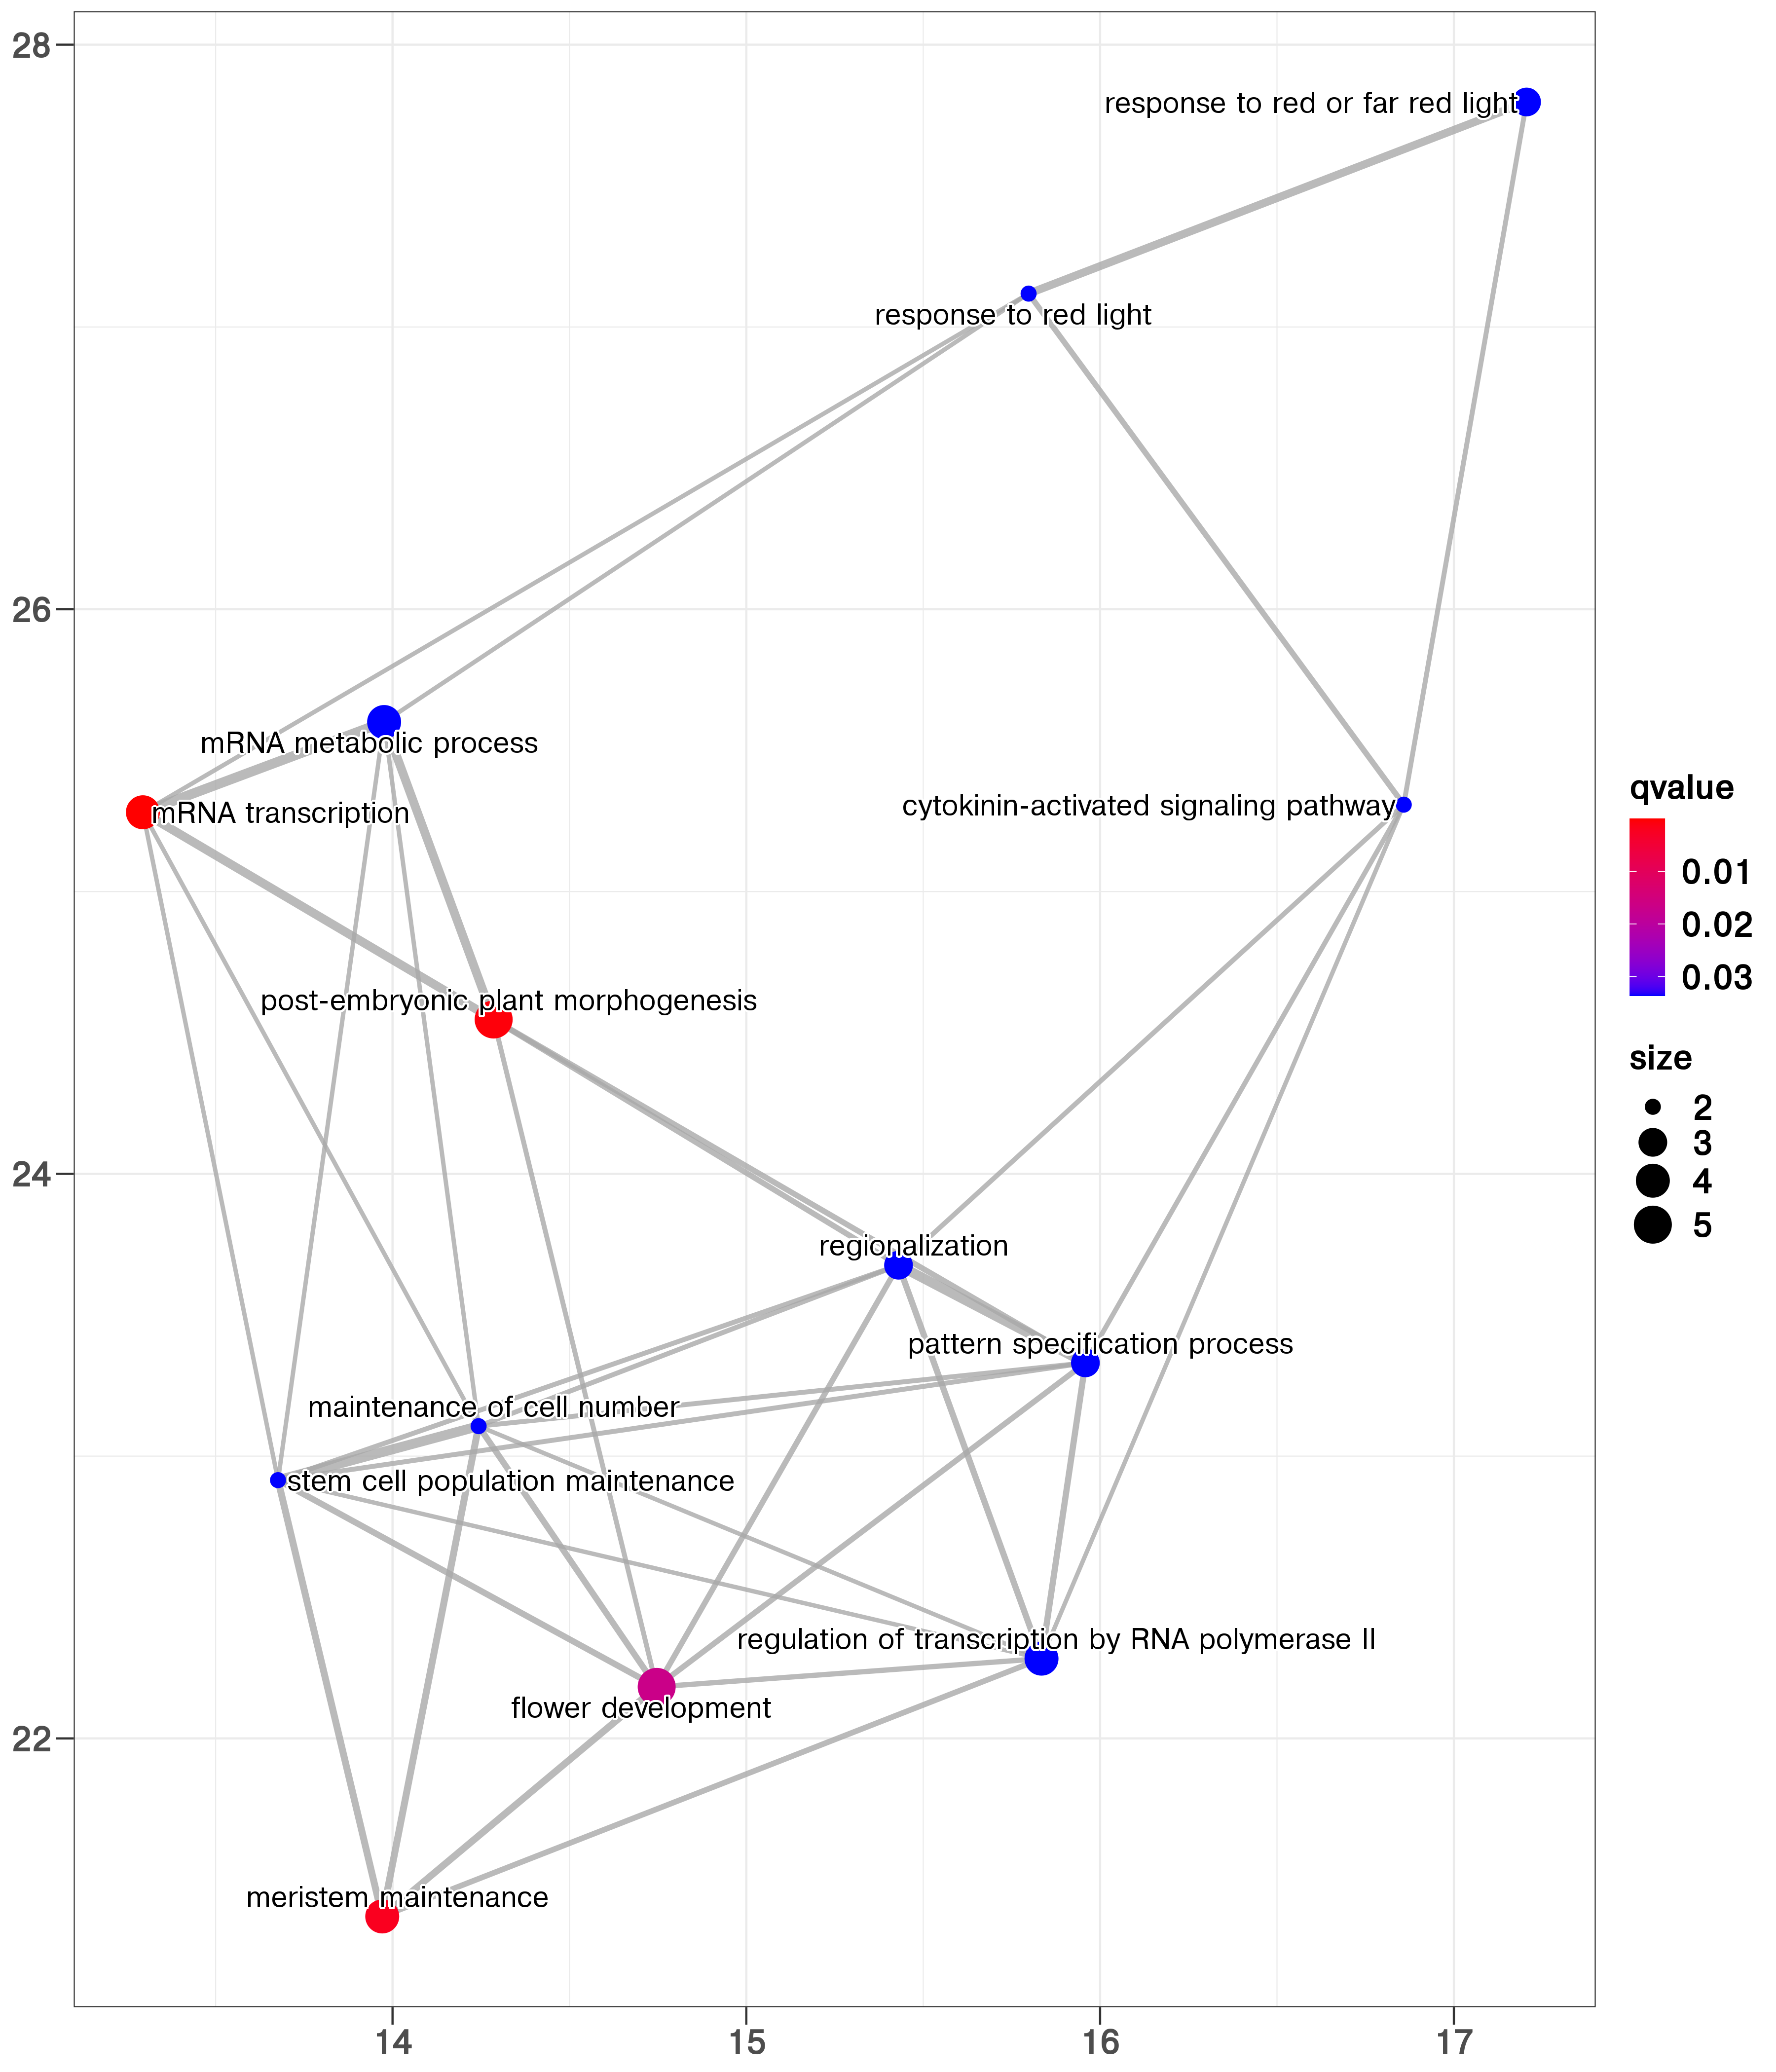 28
response to red or far red light
response to red light
26
mRNA metabolic process
mRNA transcription
cytokinin-activated signaling pathway
post-embryonic plant morphogenesis
24
regionalization
pattern specification process
maintenance of cell number
stem cell population maintenance
regulation of transcription by RNA polymerase II
flower development
22
meristem maintenance
14 15 16 17
qvalue
0.01
0.02
0.03
size
2
3
4
5